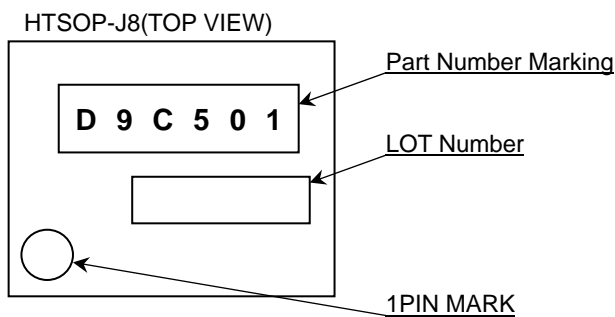 HTSOP-J8(TOP VIEW)
Part Number Marking
D 9 C 5 0 1
LOT Number
1PIN MARK